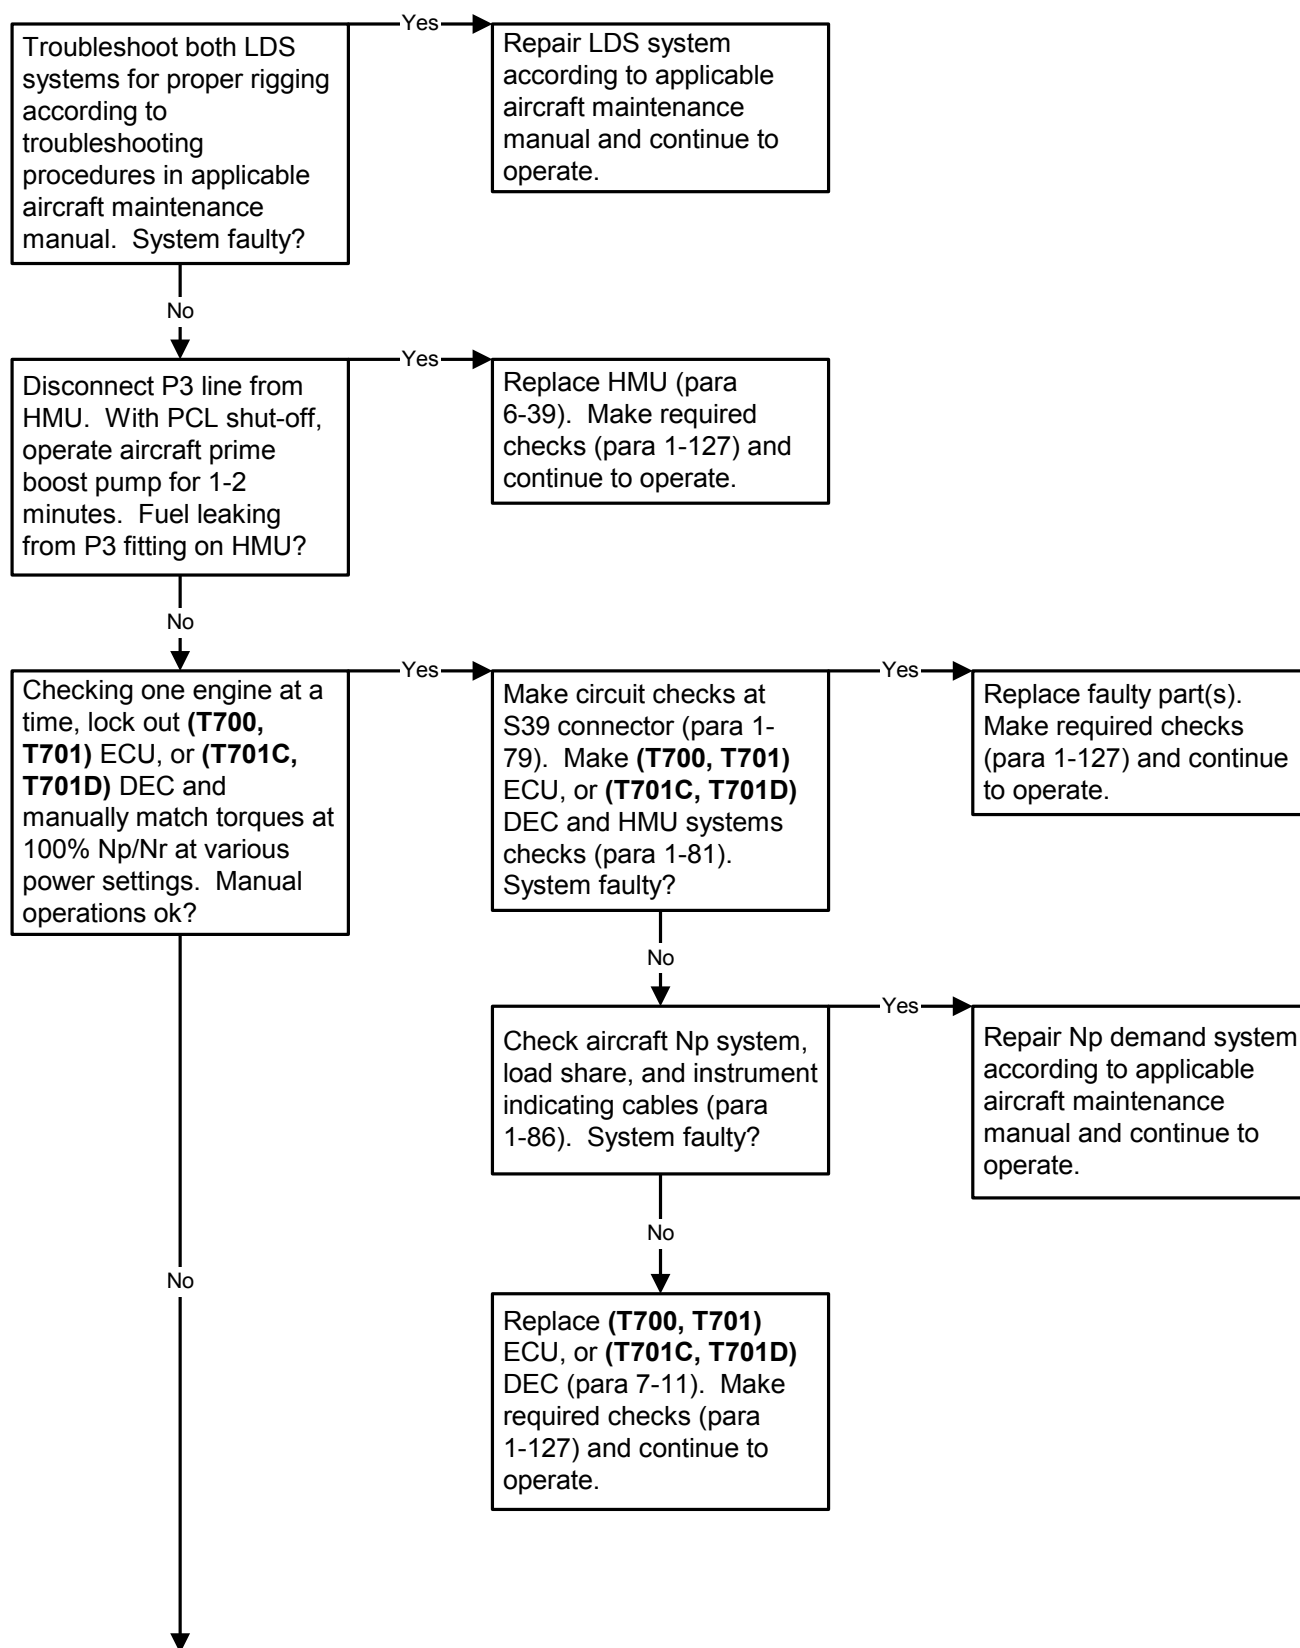 Troubleshoot both LDS
systems for proper rigging
according to
troubleshooting
procedures in applicable
aircraft maintenance
manual.  System faulty?
Yes
Repair LDS system
according to applicable
aircraft maintenance
manual and continue to
operate.
No
Disconnect P3 line from
HMU.  With PCL shut-off,
operate aircraft prime
boost pump for 1-2
minutes.  Fuel leaking
from P3 fitting on HMU?
Yes
Replace HMU (para
6-39).  Make required
checks (para 1-127) and
continue to operate.
No
Checking one engine at a
time, lock out (T700,
T701) ECU, or (T701C,
T701D) DEC and
manually match torques at
100% Np/Nr at various
power settings.  Manual
operations ok?
Yes
Make circuit checks at
S39 connector (para 1-
79).  Make (T700, T701)
ECU, or (T701C, T701D)
DEC and HMU systems
checks (para 1-81).
System faulty?
Yes
Replace faulty part(s).
Make required checks
(para 1-127) and continue
to operate.
No
Check aircraft Np system,
load share, and instrument
indicating cables (para
1-86).  System faulty?
Yes
Repair Np demand system
according to applicable
aircraft maintenance
manual and continue to
operate.
No
Replace (T700, T701)
ECU, or (T701C, T701D)
DEC (para 7-11).  Make
required checks (para
1-127) and continue to
operate.
No